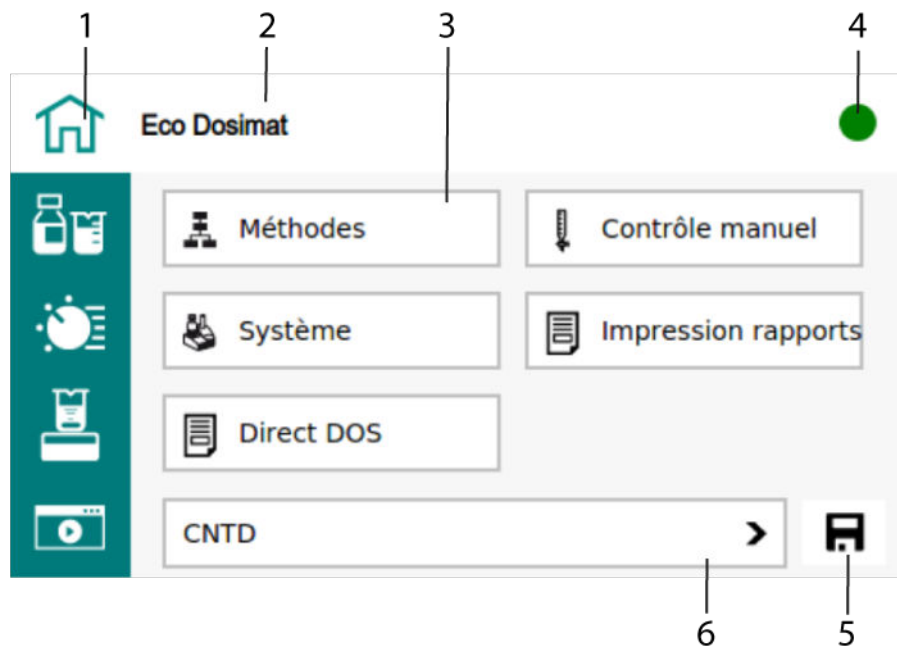 1 2 3 4
Eco Dosimat
Méthodes Contrôle manuel
Système Impression rapports
Direct DOS
CNTD
6 5